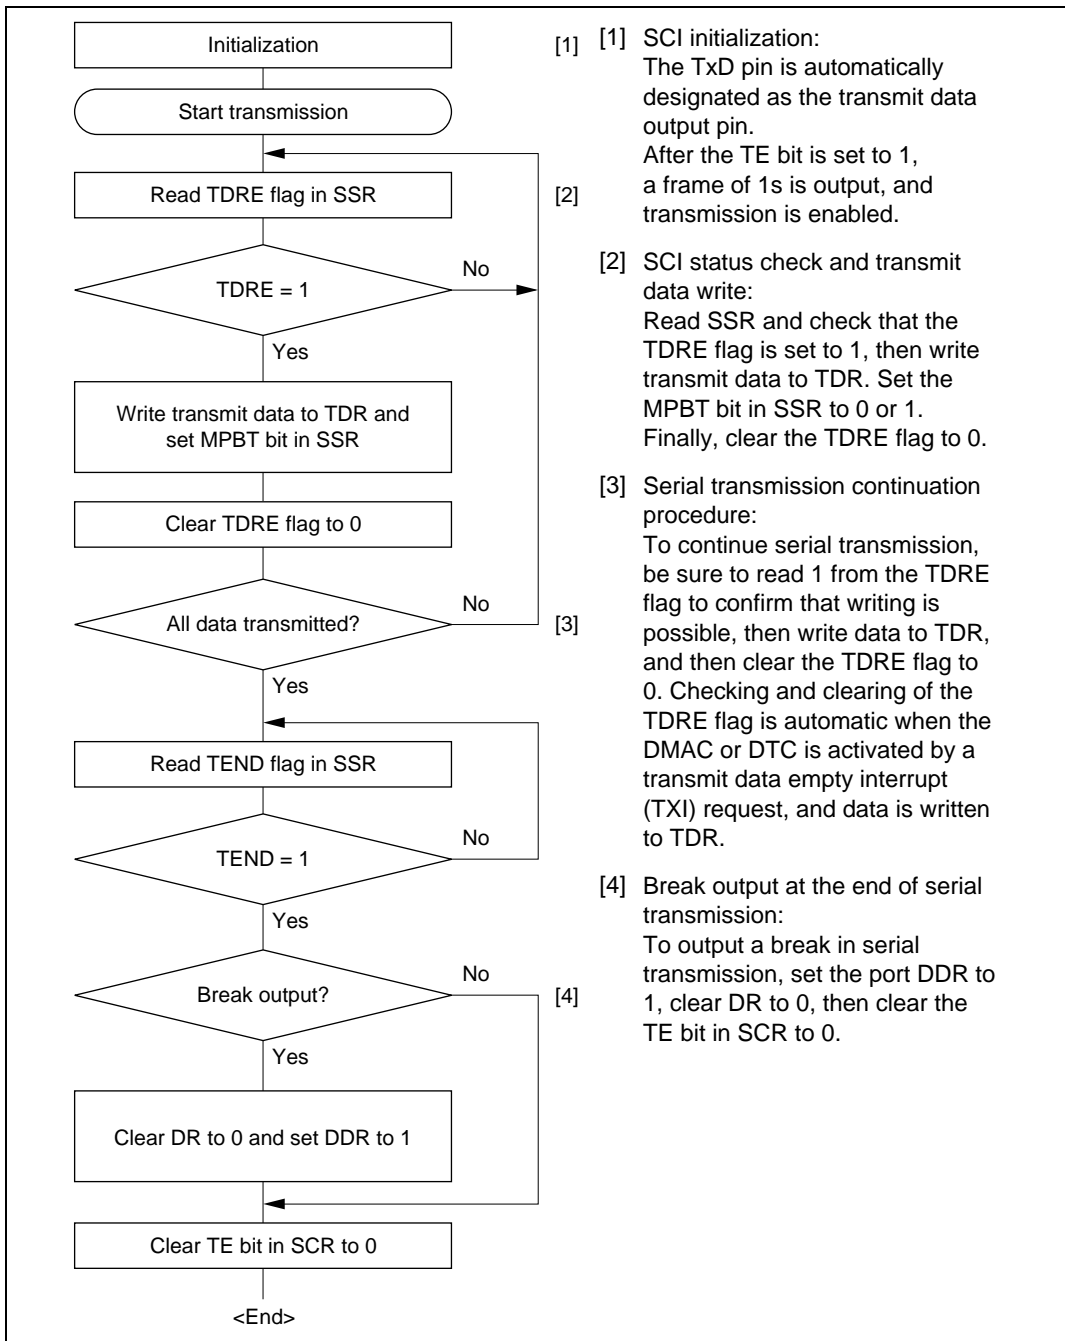 Initialization
[1]
Start transmission
Read TDRE flag in SSR
[2]
TDRE = 1
No
Yes
Write transmit data to TDR and
set MPBT bit in SSR
Clear TDRE flag to 0
All data transmitted?
No
[3]
Yes
Read TEND flag in SSR
TEND = 1
No
Yes
Break output?
No
[4]
Yes
Clear DR to 0 and set DDR to 1
Clear TE bit in SCR to 0
<End>
[1] SCI initialization:
The TxD pin is automatically
designated as the transmit data
output pin.
After the TE bit is set to 1,
a frame of 1s is output, and
transmission is enabled.
[2] SCI status check and transmit
data write:
Read SSR and check that the
TDRE flag is set to 1, then write
transmit data to TDR. Set the
MPBT bit in SSR to 0 or 1.
Finally, clear the TDRE flag to 0.
[3] Serial transmission continuation
procedure:
To continue serial transmission,
be sure to read 1 from the TDRE
flag to confirm that writing is
possible, then write data to TDR,
and then clear the TDRE flag to
0. Checking and clearing of the
TDRE flag is automatic when the
DMAC or DTC is activated by a
transmit data empty interrupt
(TXI) request, and data is written
to TDR.
[4] Break output at the end of serial
transmission:
To output a break in serial
transmission, set the port DDR to
1, clear DR to 0, then clear the
TE bit in SCR to 0.